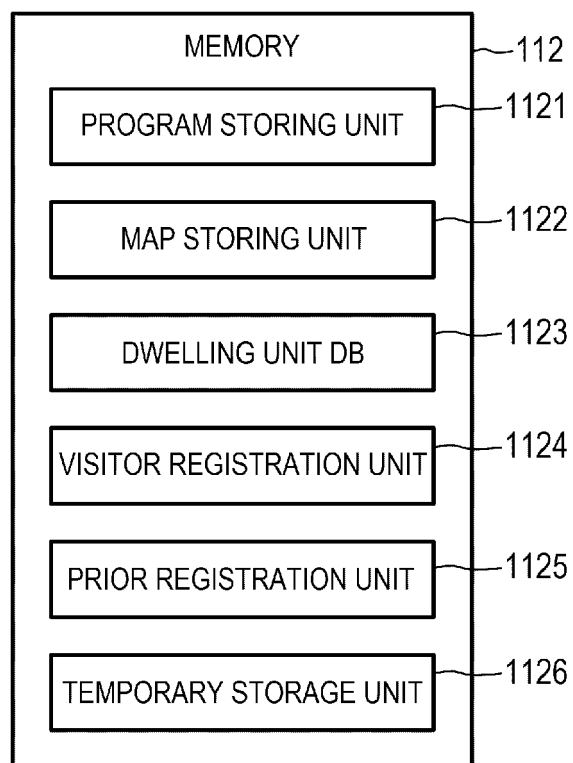 MEMORY
112
PROGRAM STORING UNIT
1121
MAP STORING UNIT
1122
DWELLING UNIT DB
1123
VISITOR REGISTRATION UNIT
1124
PRIOR REGISTRATION UNIT
1125
TEMPORARY STORAGE UNIT
1126